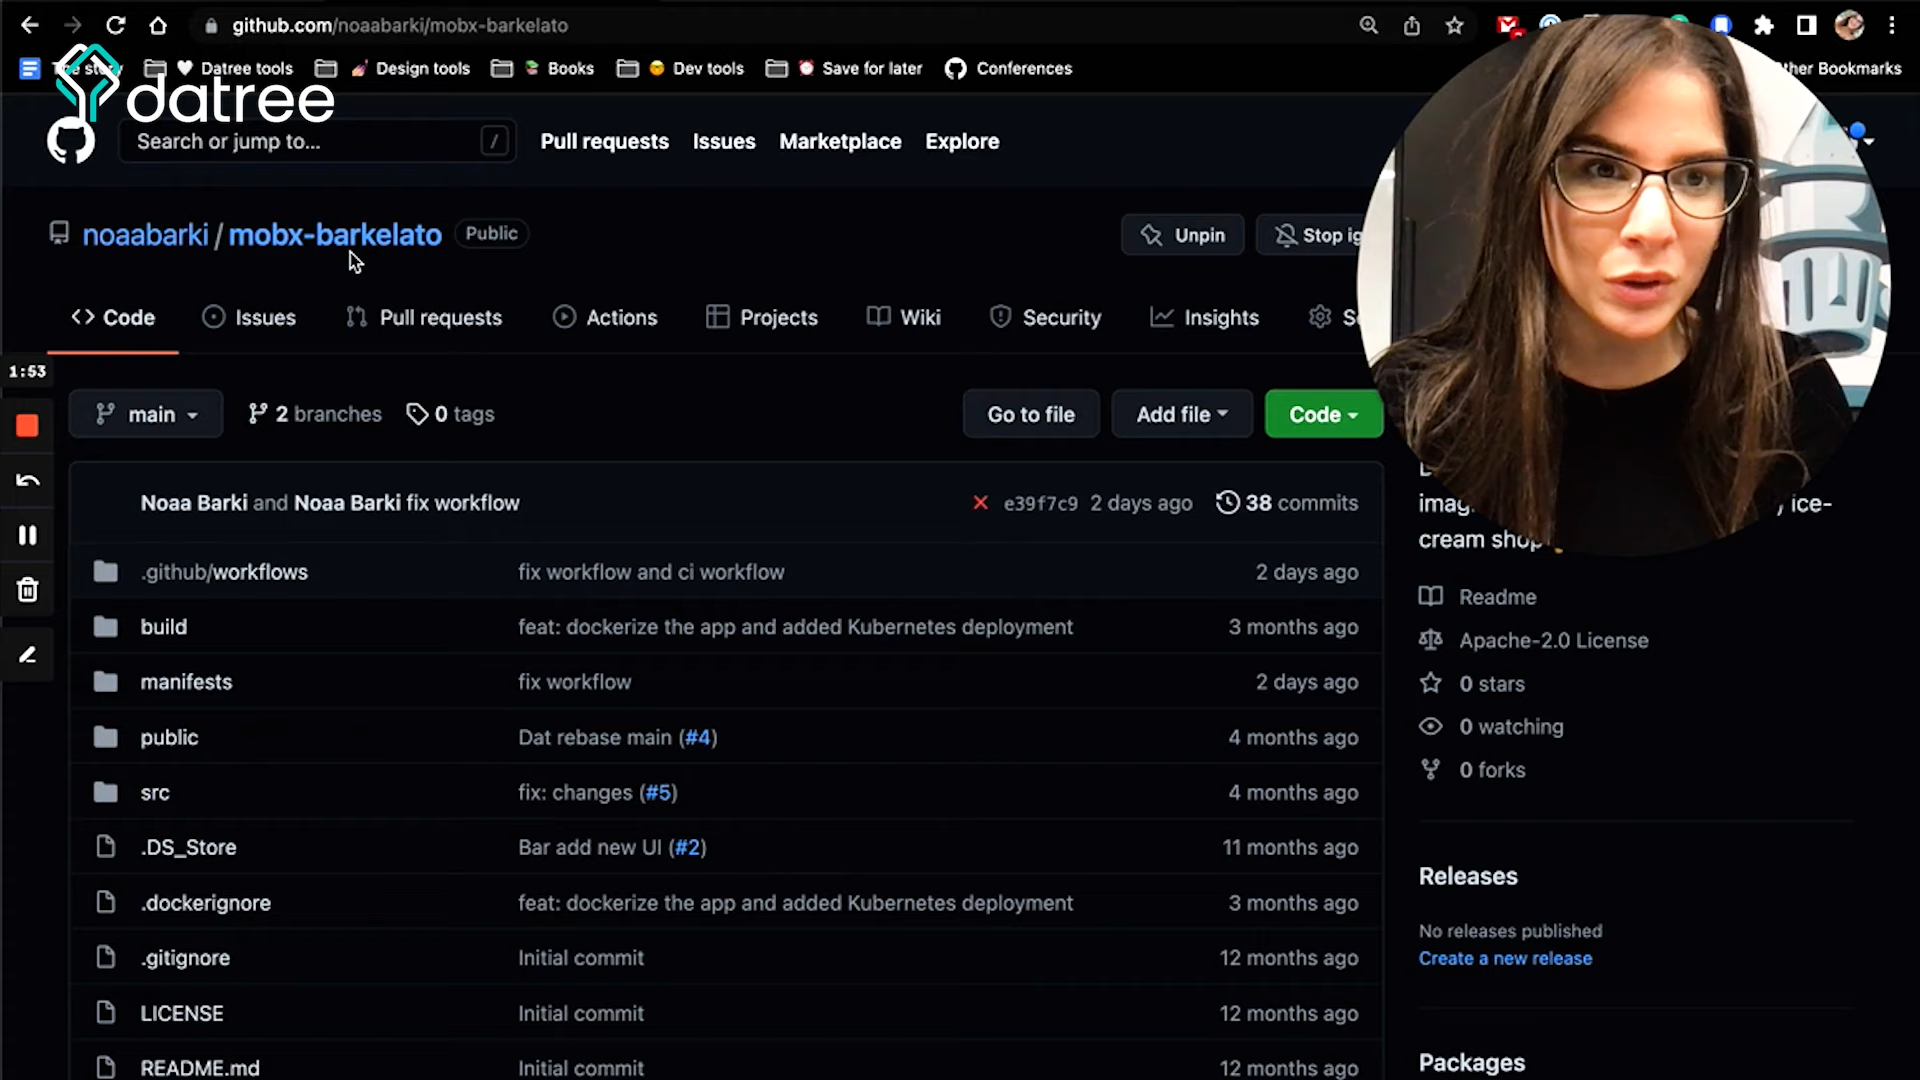 github.com/noaabarki/mobx-barkelato
The story Datree tools Design tools Books Dev tools Save for later Conferences Other Bookmarks
datree
Search or jump to... / Pull requests Issues Marketplace Explore
noaabarki / mobx-barkelato Public Unpin Stop ig
Code Issues Pull requests Actions Projects Wiki Security Insights S
1:53
main 2 branches 0 tags Go to file Add file Code
Noaa Barki and Noaa Barki fix workflow e39f7c9 2 days ago 38 commits
.github/workflows fix workflow and ci workflow 2 days ago
build feat: dockerize the app and added Kubernetes deployment 3 months ago
manifests fix workflow 2 days ago
public Dat rebase main (#4) 4 months ago
src fix: changes (#5) 4 months ago
.DS_Store Bar add new UI (#2) 11 months ago
.dockerignore feat: dockerize the app and added Kubernetes deployment 3 months ago
.gitignore Initial commit 12 months ago
LICENSE Initial commit 12 months ago
README.md Initial commit 12 months ago
imag ice-
cream shop
Readme
Apache-2.0 License
0 stars
0 watching
0 forks
Releases
No releases published
Create a new release
Packages